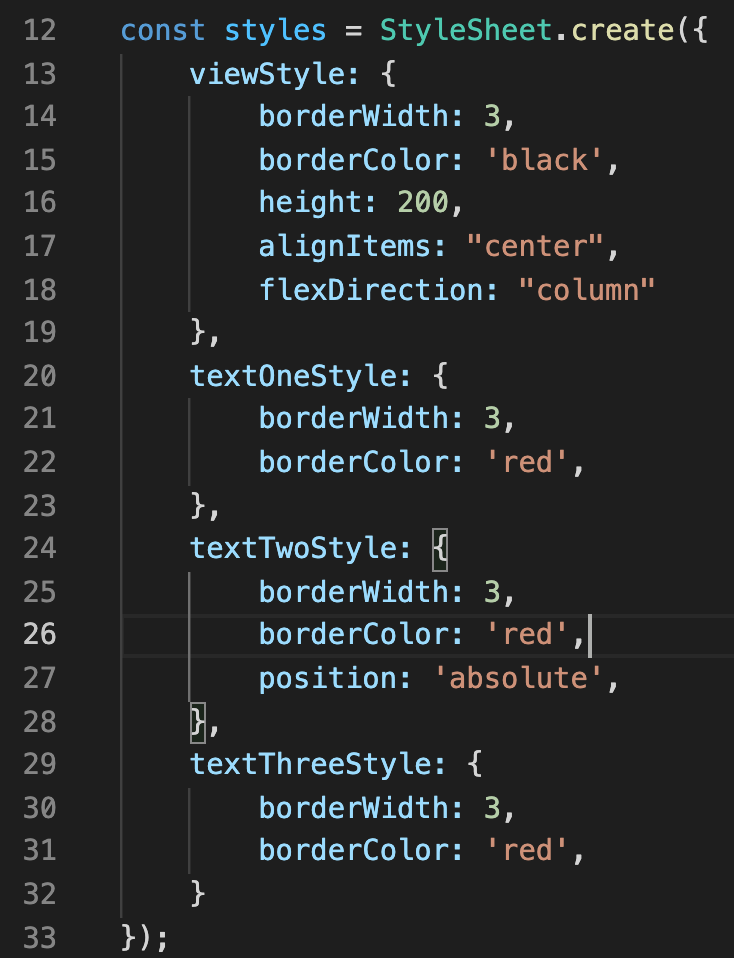 12 const styles = StyleSheet.create({
13 viewStyle: {
14 borderWidth: 3,
15 borderColor: 'black',
16 height: 200,
17 alignItems: "center",
18 flexDirection: "column"
19 },
20 textOneStyle: {
21 borderWidth: 3,
22 borderColor: 'red',
23 },
24 textTwoStyle: {
25 borderWidth: 3,
26 borderColor: 'red',
27 position: 'absolute',
28 },
29 textThreeStyle: {
30 borderWidth: 3,
31 borderColor: 'red',
32 }
33 });